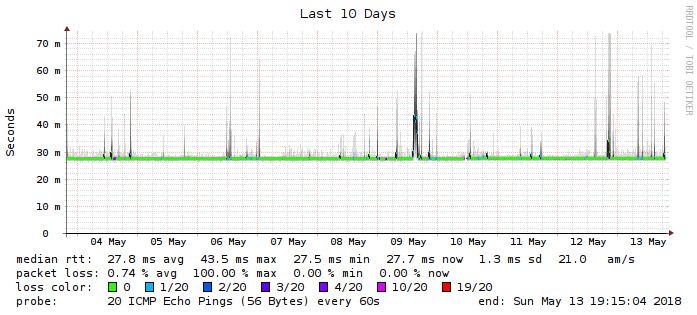 Last 10 Days
RRDTOOL / TOBI OETIKER
Seconds
70 m
60 m
50 m
40 m
30 m
20 m
10 m
0
04 May 05 May 06 May 07 May 08 May 09 May 10 May 11 May 12 May 13 May
median rtt: 27.8 ms avg 43.5 ms max 27.5 ms min 27.7 ms now 1.3 ms sd 21.0 am/s
packet loss: 0.74 % avg 100.00 % max 0.00 % min 0.00 % now
loss color: 0 1/20 2/20 3/20 4/20 10/20 19/20
probe: 20 ICMP Echo Pings (56 Bytes) every 60s end: Sun May 13 19:15:04 2018